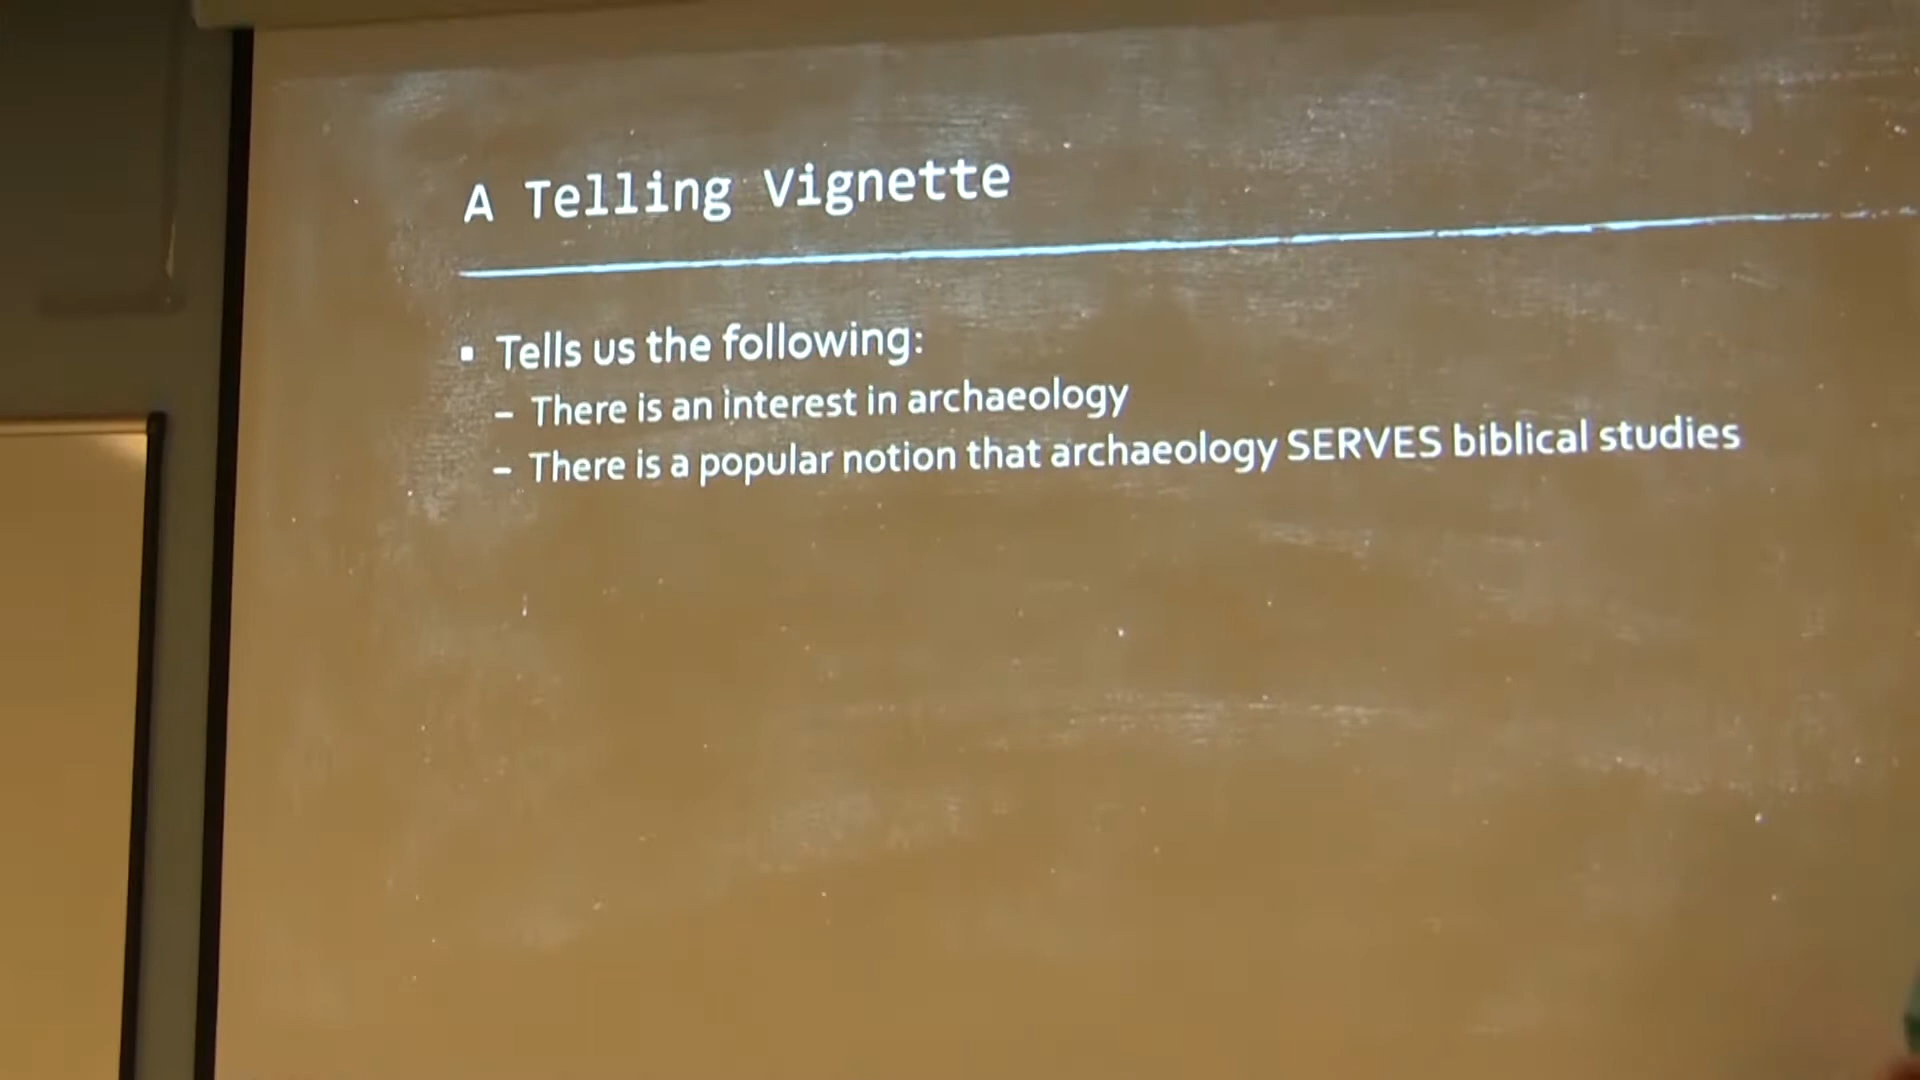 A Telling Vignette
▪ Tells us the following:
– There is an interest in archaeology
– There is a popular notion that archaeology SERVES biblical studies